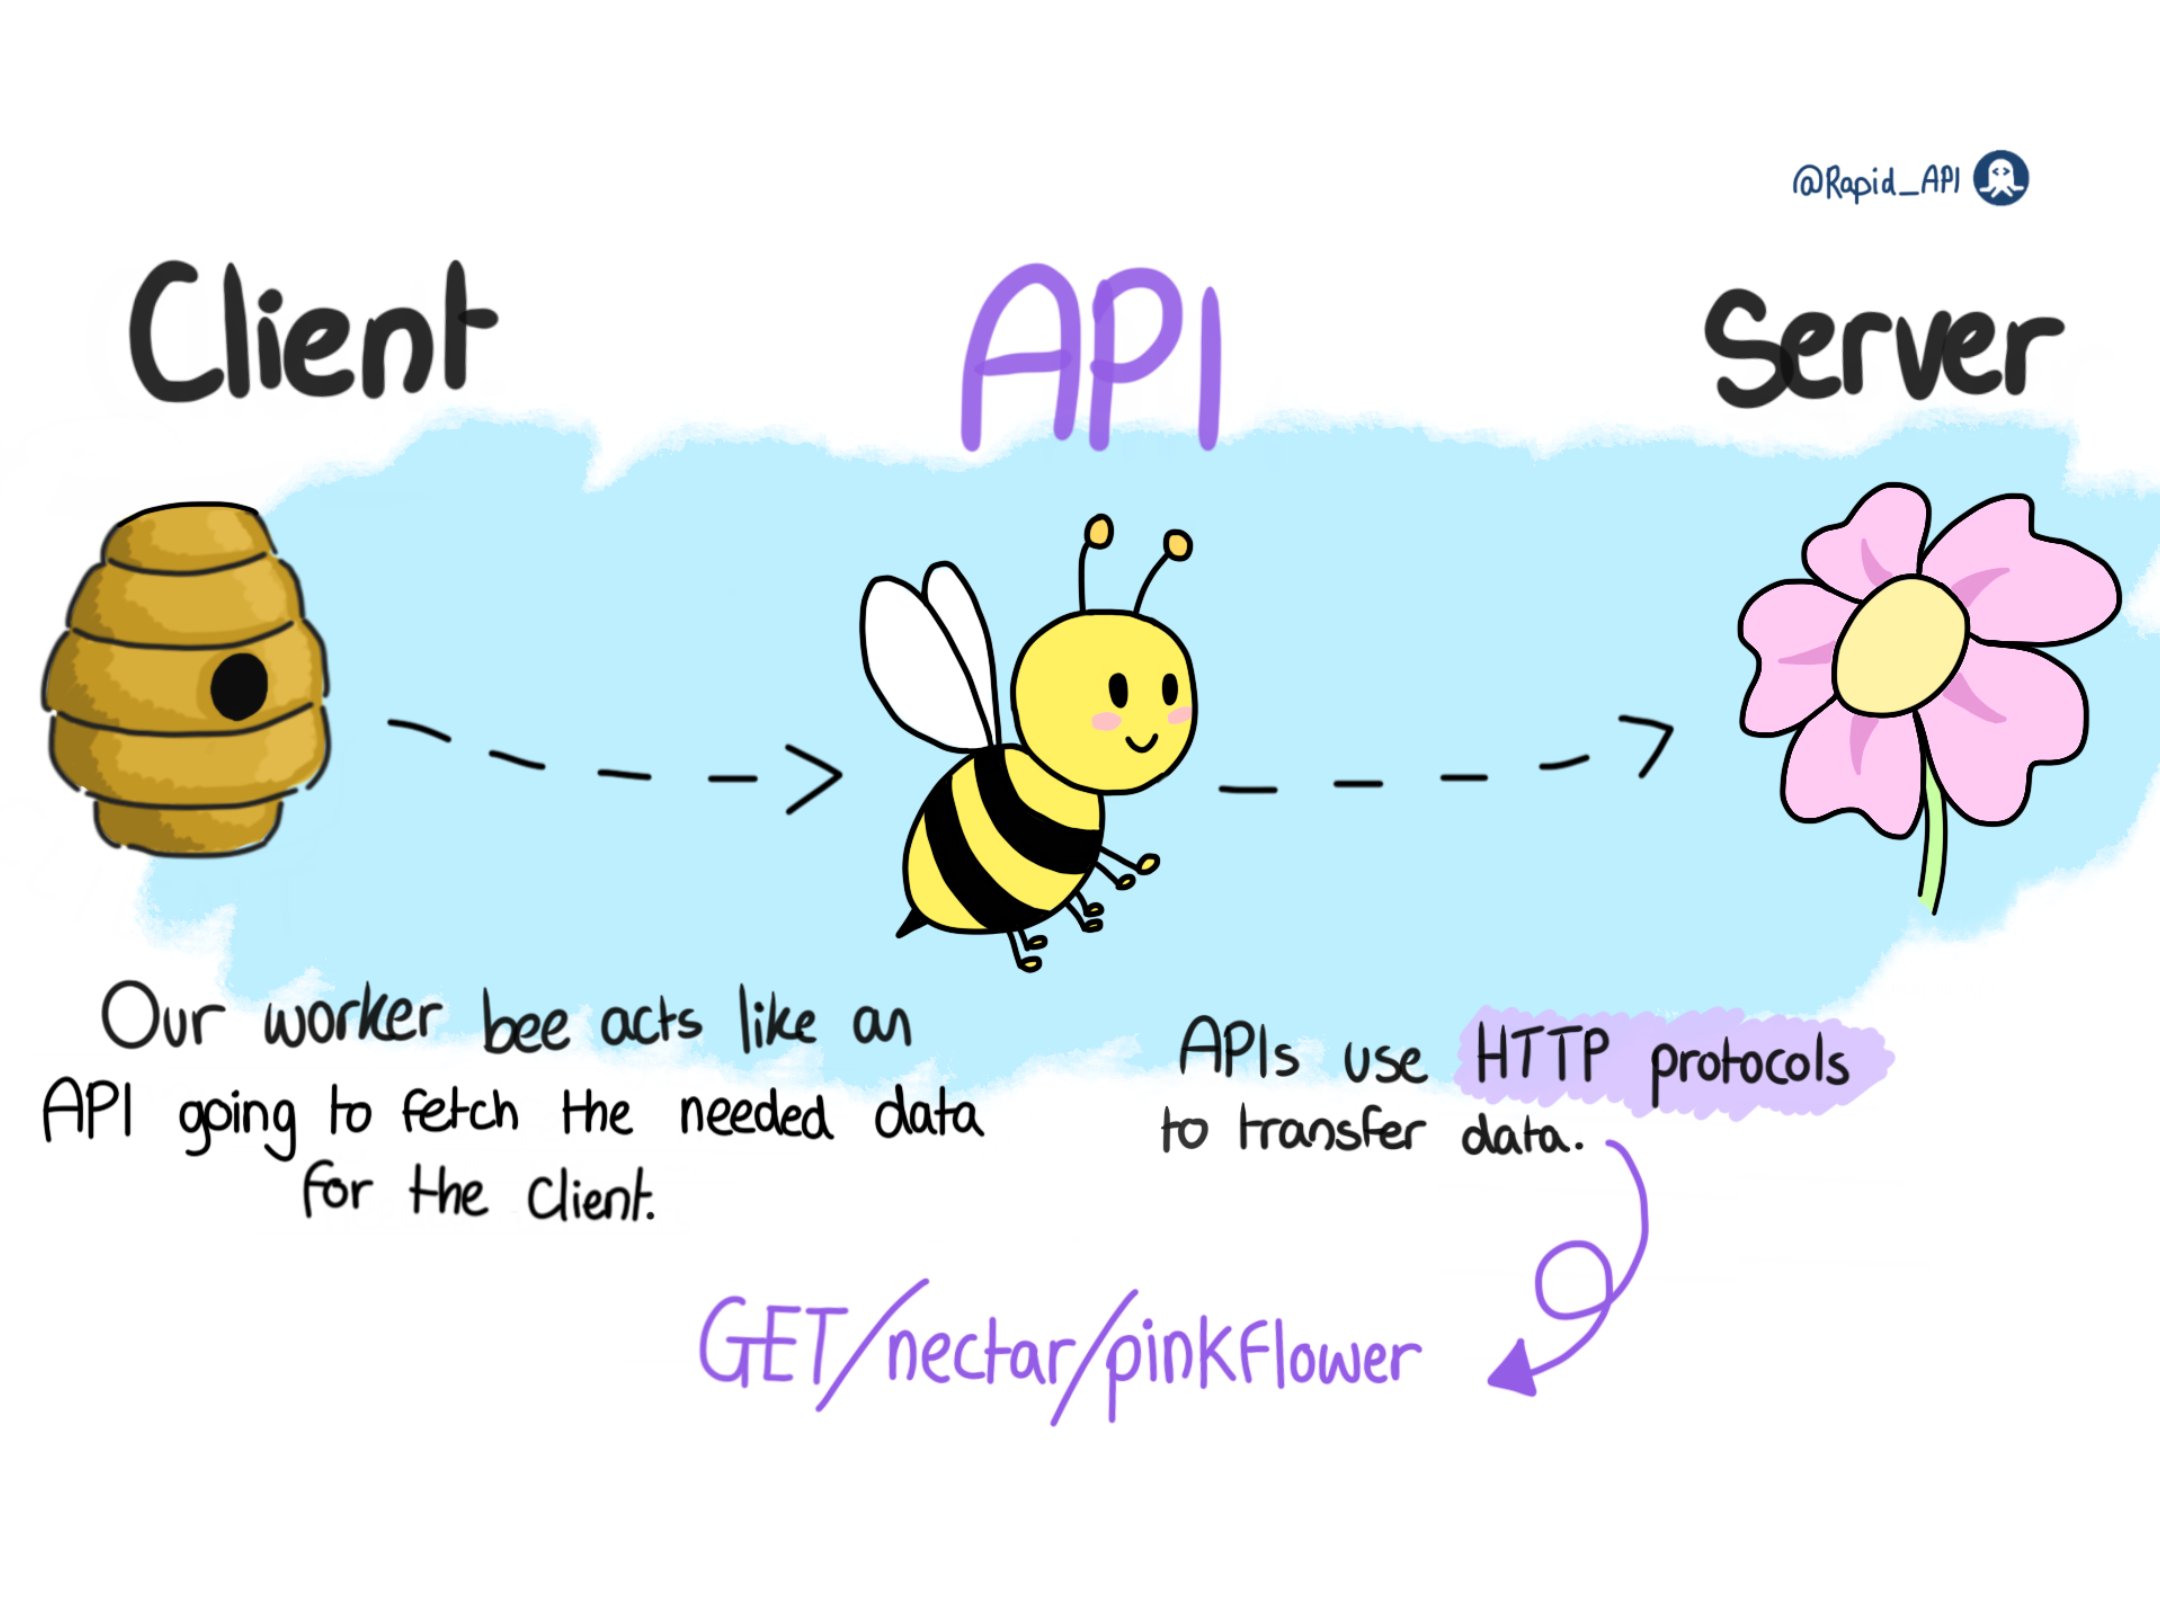 @Rapid_API
Client
API
Server
Our worker bee acts like an
API going to fetch the needed data
for the Client.
APIs use HTTP protocols
to transfer data.
GET/nectar/pinkFlower